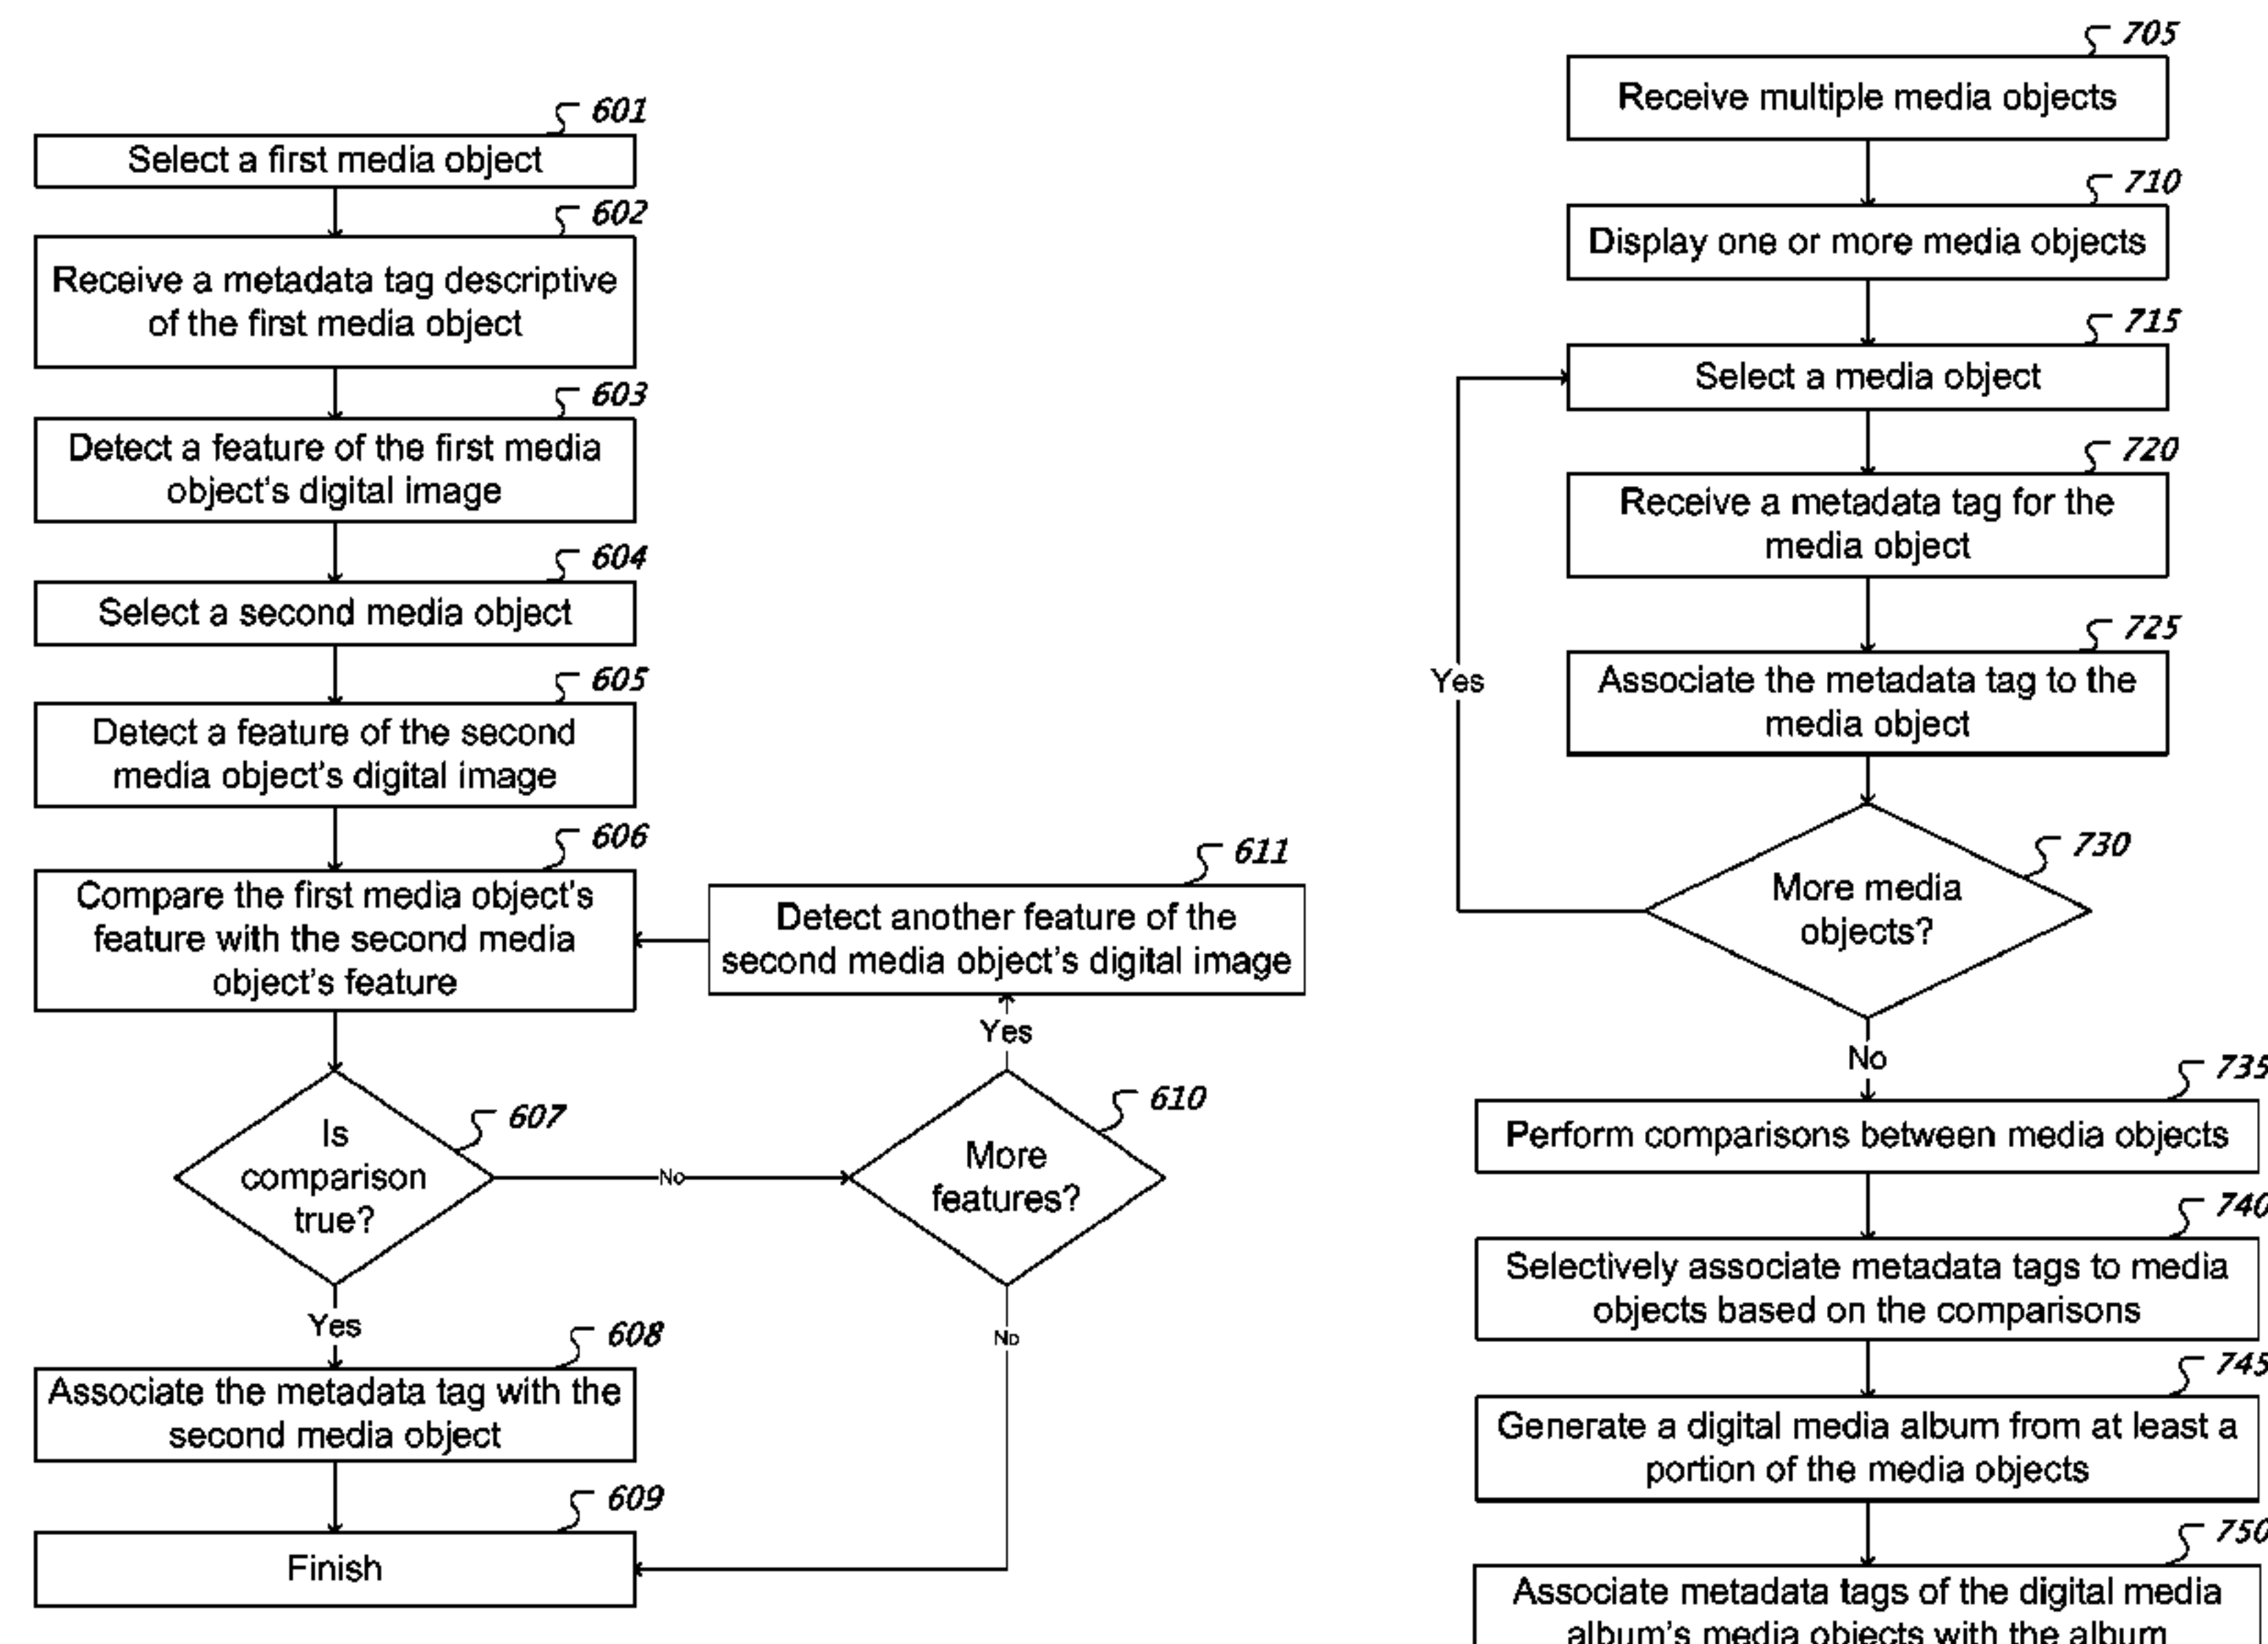 601
Select a first media object
602
Receive a metadata tag descriptive
of the first media object
603
Detect a feature of the first media
object's digital image
604
Select a second media object
605
Detect a feature of the second
media object's digital image
606
Compare the first media object's
feature with the second media
object's feature
611
Detect another feature of the
second media object's digital image
Yes
607
Is
comparison
true?
No
610
More
features?
Yes
No
608
Associate the metadata tag with the
second media object
609
Finish
705
Receive multiple media objects
710
Display one or more media objects
715
Select a media object
720
Receive a metadata tag for the
media object
725
Associate the metadata tag to the
media object
Yes
730
More media
objects?
No
735
Perform comparisons between media objects
740
Selectively associate metadata tags to media
objects based on the comparisons
745
Generate a digital media album from at least a
portion of the media objects
750
Associate metadata tags of the digital media
album's media objects with the album